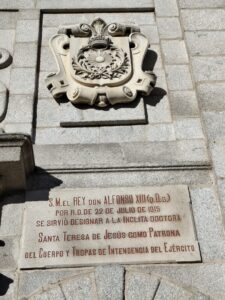 S.M. EL REY DON ALFONSO XIII (q.D.g.)
POR R.D. DE 22 DE JULIO DE 1915
SE SIRVIÓ DESIGNAR A LA INCLITA DOCTORA
SANTA TERESA DE JESÚS COMO PATRONA
DEL CUERPO Y TROPAS DE INTENDENCIA DEL EJÉRCITO